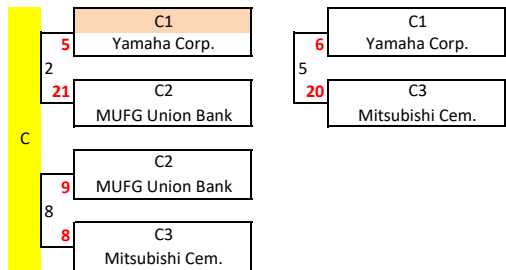 C1
5 Yamaha Corp.
2
21 C2
MUFG Union Bank
C1
6 Yamaha Corp.
5
20 C3
Mitsubishi Cem.
C
C2
9 MUFG Union Bank
8
8 C3
Mitsubishi Cem.